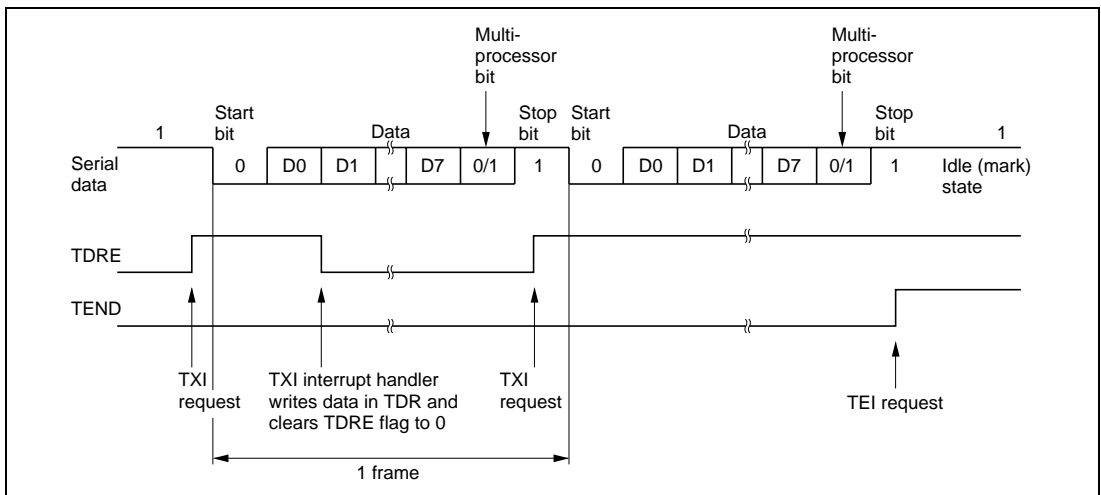 Multi-
processor
bit
Multi-
processor
bit
1
Start
bit
Data
Stop
bit
Start
bit
Data
Stop
bit
1
Serial
data
0 D0 D1 D7 0/1 1 0 D0 D1 D7 0/1 1
Idle (mark)
state
TDRE
TEND
TXI
request
TXI interrupt handler
writes data in TDR and
clears TDRE flag to 0
TXI
request
TEI request
1 frame